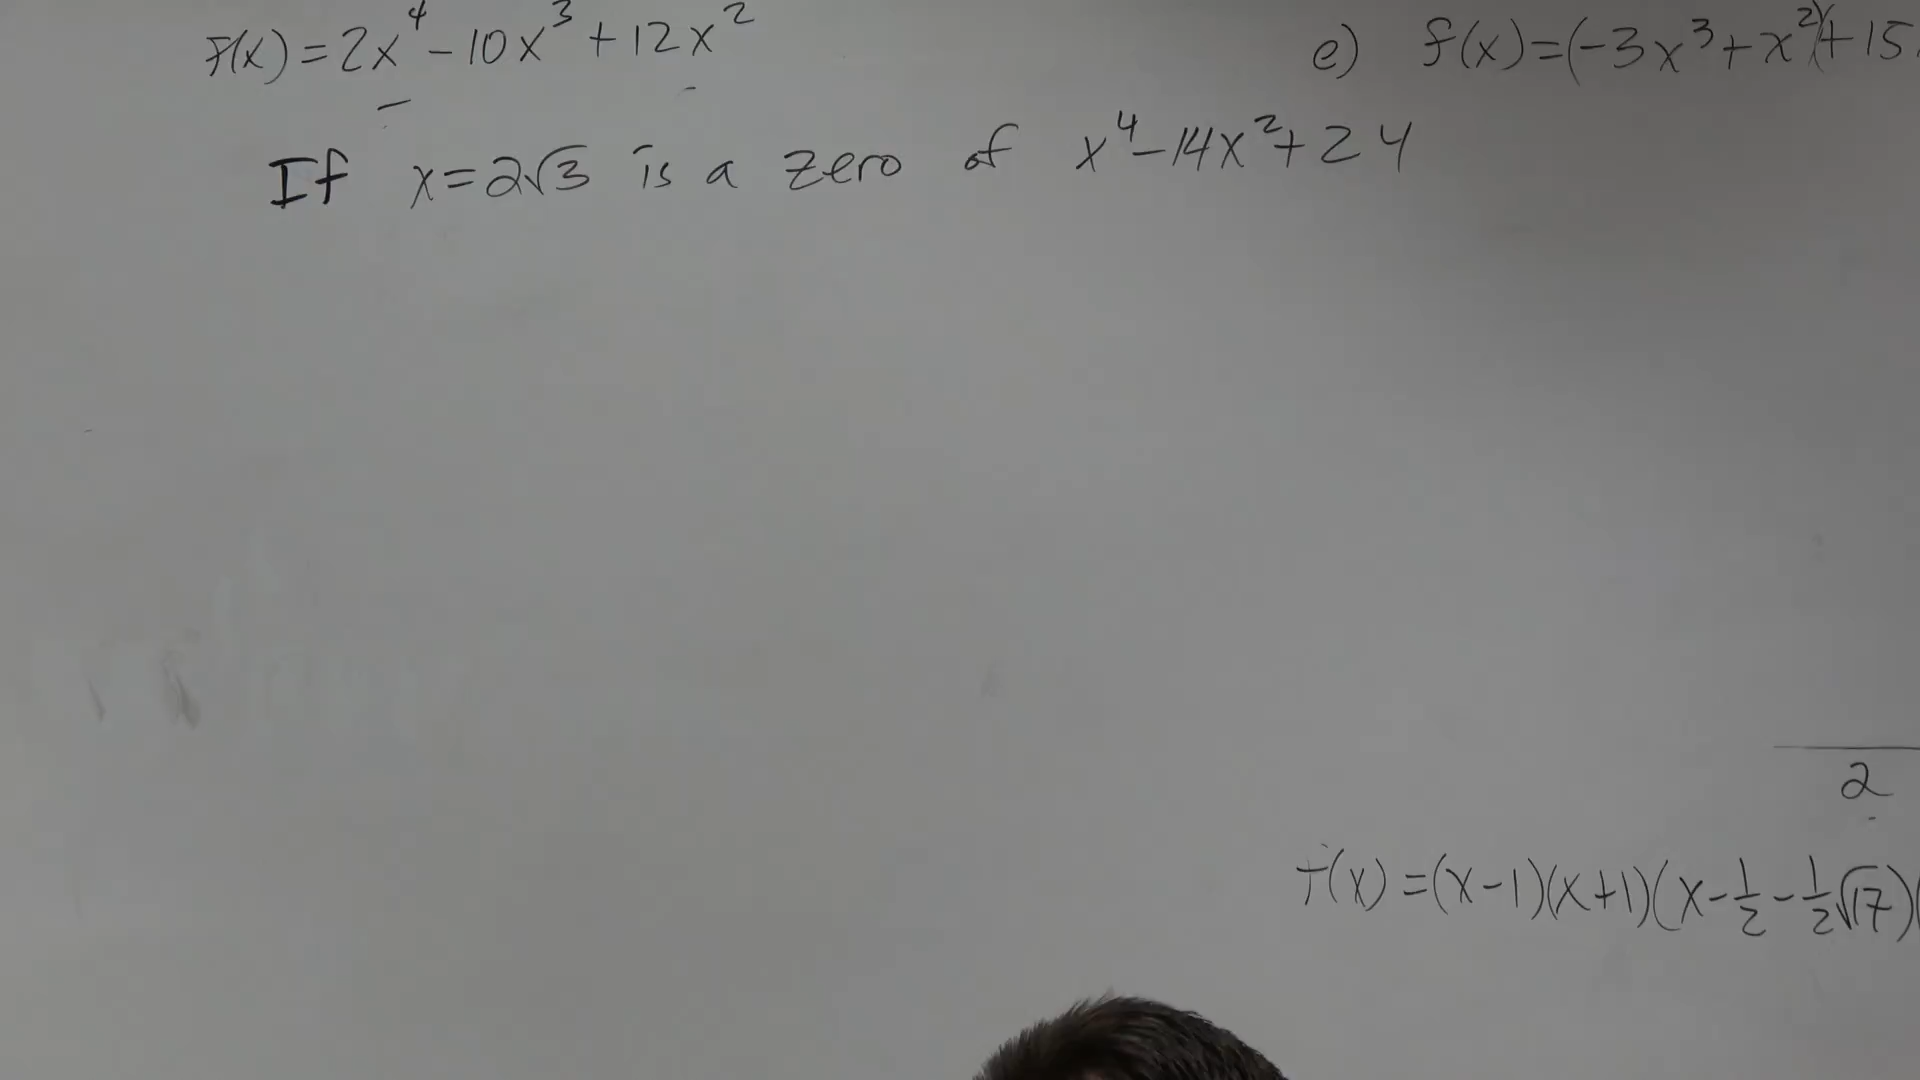 f(x) = 2x⁴ - 10x³ + 12x²
e) f(x) = (-3x³ + x²)(+ 15
If x = 2√3 is a zero of x⁴ - 14x² + 24
2
f(x) = (x - 1)(x + 1)(x - 1/2 - 1/2√17)(